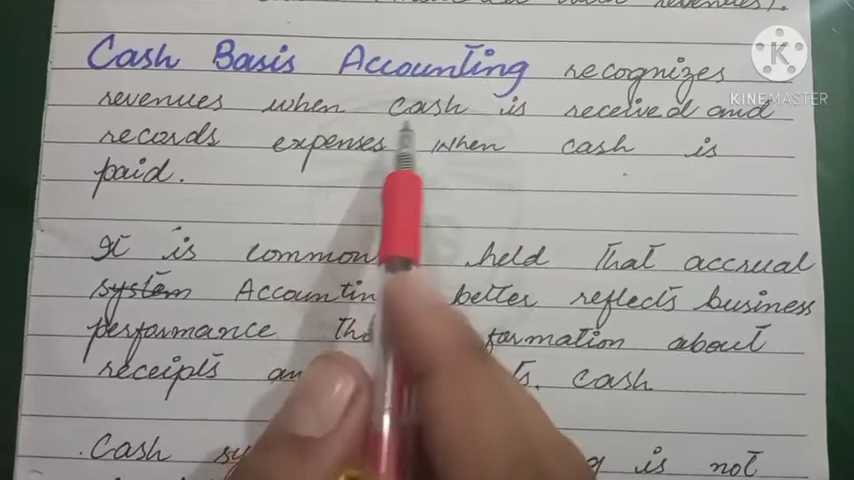 revenues).
Cash Basis Accounting recognizes
revenues when cash is received and
records expenses when cash is
paid.
It is common held that accrual
system Accountin better reflects business
performance formation about
receipts cash
Cash is not
KINEMASTER